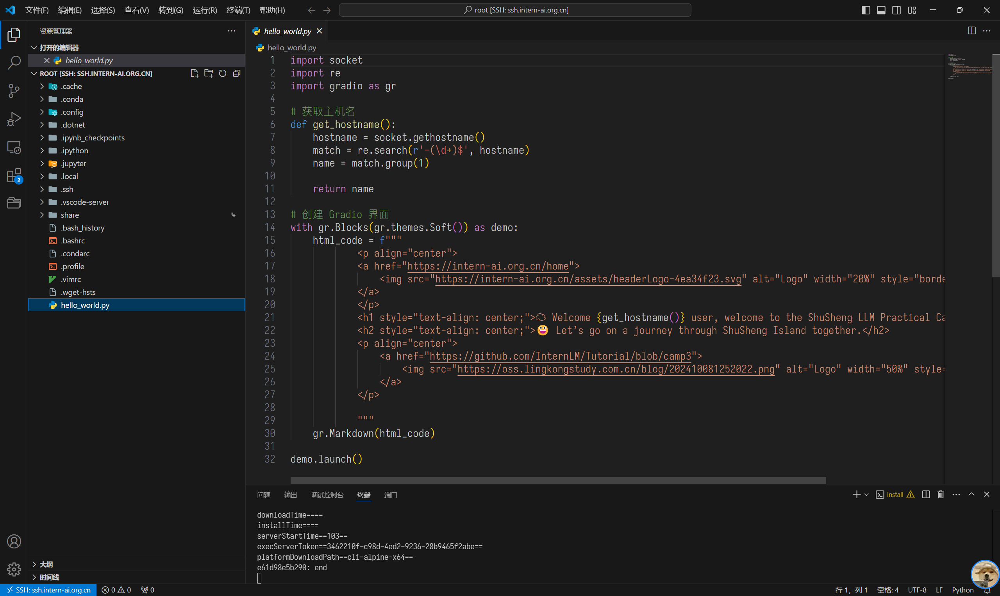 文件(F) 编辑(E) 选择(S) 查看(V) 转到(G) 运行(R) 终端(T) 帮助(H) root [SSH: ssh.intern-ai.org.cn]
资源管理器
打开的编辑器
hello_world.py
ROOT [SSH: SSH.INTERN-AI.ORG.CN]
.cache
.conda
.config
.dotnet
.ipynb_checkpoints
.ipython
.jupyter
.local
.ssh
.vscode-server
share
.bash_history
.bashrc
.condarc
.profile
.vimrc
.wget-hsts
hello_world.py
大纲
时间线
2
hello_world.py
hello_world.py
1 import socket
2 import re
3 import gradio as gr
4
5 # 获取主机名
6 def get_hostname():
7 hostname = socket.gethostname()
8 match = re.search(r'-(\d+)$', hostname)
9 name = match.group(1)
10
11 return name
12
13 # 创建 Gradio 界面
14 with gr.Blocks(gr.themes.Soft()) as demo:
15 html_code = f"""
16 <p align="center">
17 <a href="https://intern-ai.org.cn/home">
18 <img src="https://intern-ai.org.cn/assets/headerLogo-4ea34f23.svg" alt="Logo" width="20%" style="borde
19 </a>
20 </p>
21 <h1 style="text-align: center;">☁ Welcome {get_hostname()} user, welcome to the ShuSheng LLM Practical Ca
22 <h2 style="text-align: center;">😀 Let’s go on a journey through ShuSheng Island together.</h2>
23 <p align="center">
24 <a href="https://github.com/InternLM/Tutorial/blob/camp3">
25 <img src="https://oss.lingkongstudy.com.cn/blog/202410081252022.png" alt="Logo" width="50%" style=
26 </a>
27 </p>
28
29 """
30 gr.Markdown(html_code)
31
32 demo.launch()
问题 输出 调试控制台 终端 端口
install
downloadTime====
installTime====
serverStartTime==103==
execServerToken==3462210f-c98d-4ed2-9236-28b9465f2abe==
platformDownloadPath==cli-alpine-x64==
e61d98e5b290: end
SSH: ssh.intern-ai.org.cn 0 0 0 行 1，列 1 空格: 4 UTF-8 LF Python